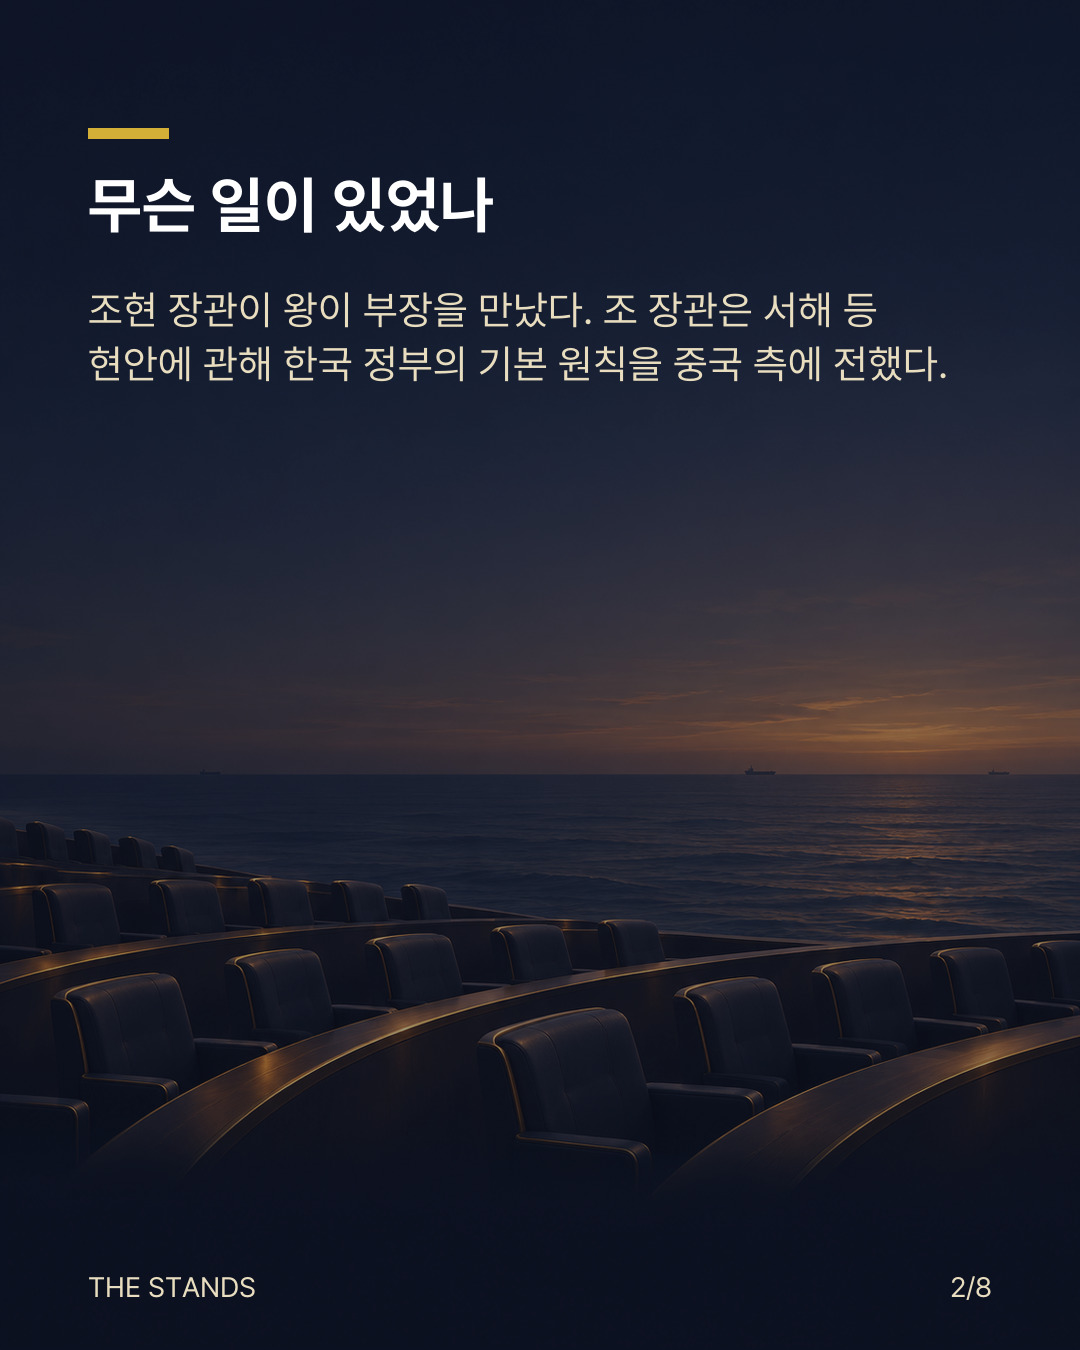 무슨 일이 있었나
조현 장관이 왕이 부장을 만났다. 조 장관은 서해 등
현안에 관해 한국 정부의 기본 원칙을 중국 측에 전했다.
THE STANDS
2/8